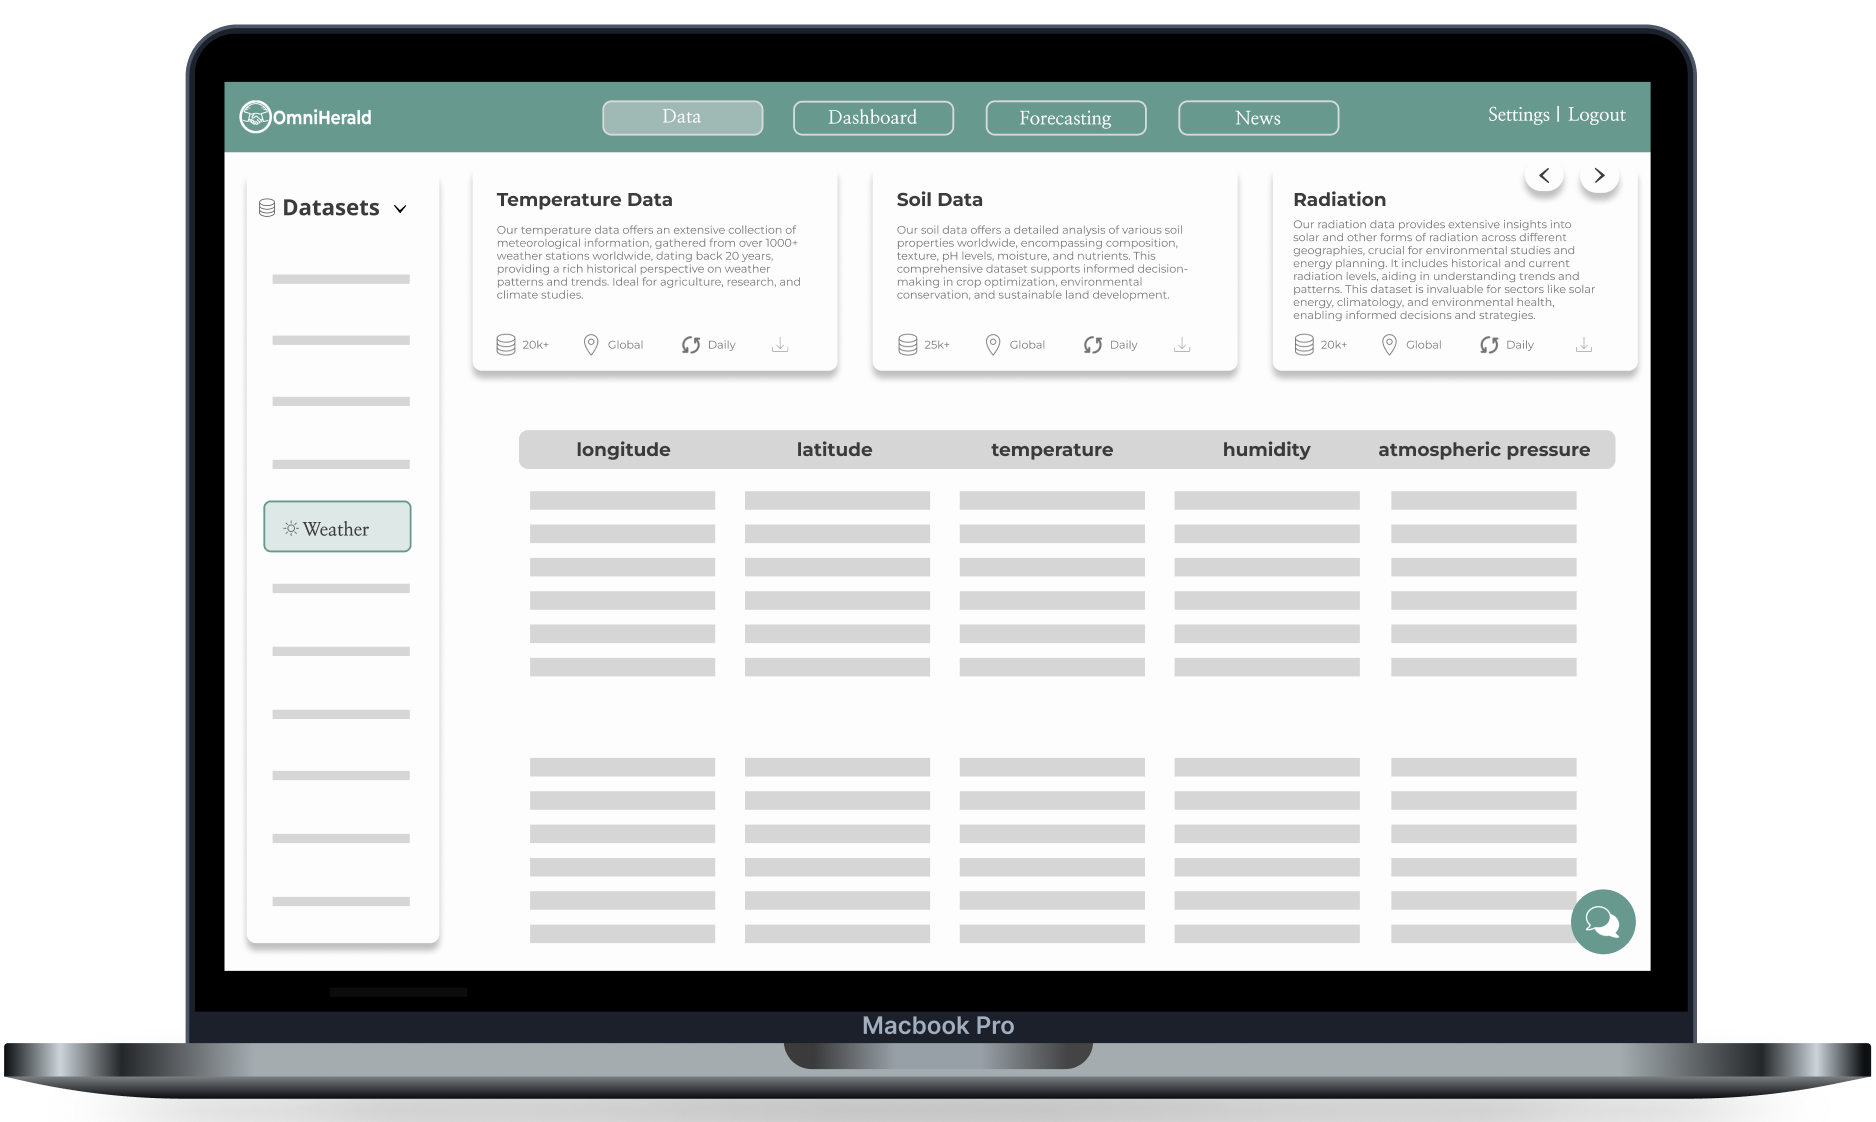 OmniHerald
Data
Dashboard
Forecasting
News
Settings | Logout
Datasets
Weather
Temperature Data
Our temperature data offers an extensive collection of
meteorological information, gathered from over 1000+
weather stations worldwide, dating back 20 years,
providing a rich historical perspective on weather
patterns and trends. Ideal for agriculture, research, and
climate studies.
20k+
Global
Daily
Soil Data
Our soil data offers a detailed analysis of various soil
properties worldwide, encompassing composition,
texture, pH levels, moisture, and nutrients. This
comprehensive dataset supports informed decision-
making in crop optimization, environmental
conservation, and sustainable land development.
25k+
Global
Daily
Radiation
Our radiation data provides extensive insights into
solar and other forms of radiation across different
geographies, crucial for environmental studies and
energy planning. It includes historical and current
radiation levels, aiding in understanding trends and
patterns. This dataset is invaluable for sectors like solar
energy, climatology, and environmental health,
enabling informed decisions and strategies.
20k+
Global
Daily
longitude
latitude
temperature
humidity
atmospheric pressure
Macbook Pro